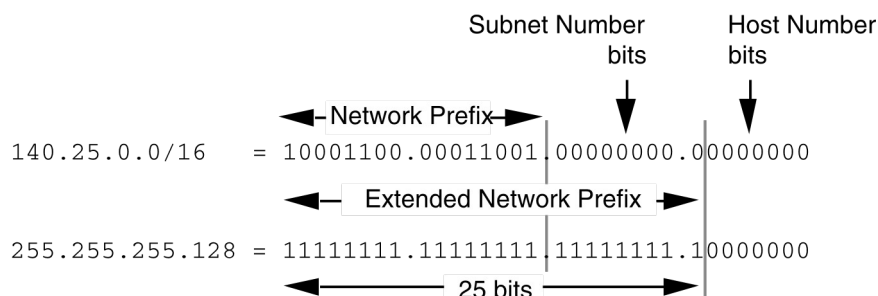 Subnet Number
bits
Host Number
bits
Network Prefix
140.25.0.0/16 = 10001100.00011001.00000000.00000000
Extended Network Prefix
255.255.255.128 = 11111111.11111111.11111111.10000000
25 bits